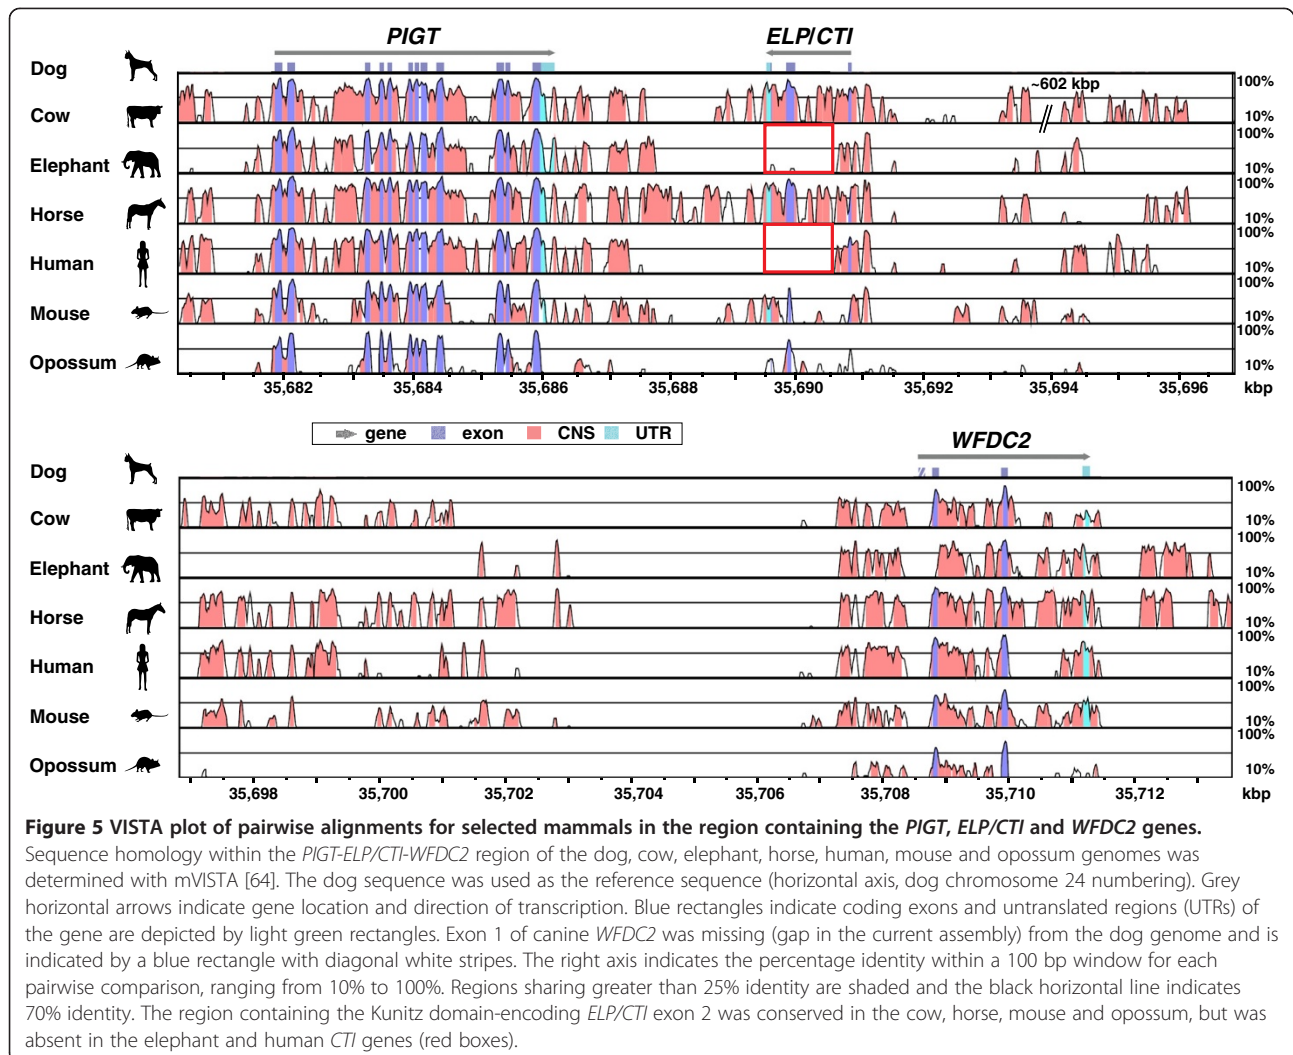 PIGT ELP/CTI
Dog
~602 kbp
100%
Cow
10%
100%
Elephant
10%
100%
Horse
10%
100%
Human
10%
100%
Mouse
10%
100%
Opossum
10%
35,682 35,684 35,686 35,688 35,690 35,692 35,694 35,696 kbp
gene exon CNS UTR
WFDC2
Dog
100%
Cow
10%
100%
Elephant
10%
100%
Horse
10%
100%
Human
10%
100%
Mouse
10%
100%
Opossum
10%
35,698 35,700 35,702 35,704 35,706 35,708 35,710 35,712 kbp
Figure 5 VISTA plot of pairwise alignments for selected mammals in the region containing the PIGT, ELP/CTI and WFDC2 genes.
Sequence homology within the PIGT-ELP/CTI-WFDC2 region of the dog, cow, elephant, horse, human, mouse and opossum genomes was
determined with mVISTA [64]. The dog sequence was used as the reference sequence (horizontal axis, dog chromosome 24 numbering). Grey
horizontal arrows indicate gene location and direction of transcription. Blue rectangles indicate coding exons and untranslated regions (UTRs) of
the gene are depicted by light green rectangles. Exon 1 of canine WFDC2 was missing (gap in the current assembly) from the dog genome and is
indicated by a blue rectangle with diagonal white stripes. The right axis indicates the percentage identity within a 100 bp window for each
pairwise comparison, ranging from 10% to 100%. Regions sharing greater than 25% identity are shaded and the black horizontal line indicates
70% identity. The region containing the Kunitz domain-encoding ELP/CTI exon 2 was conserved in the cow, horse, mouse and opossum, but was
absent in the elephant and human CTI genes (red boxes).